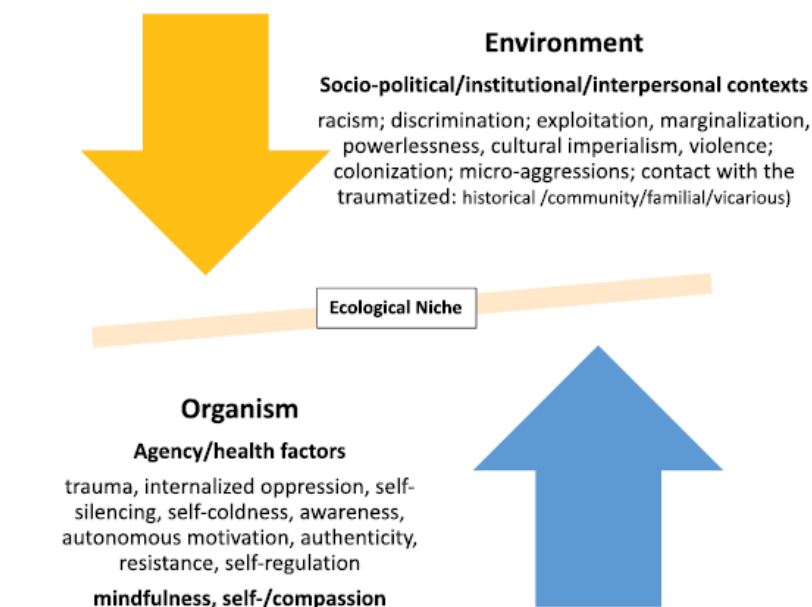 Environment
Socio-political/institutional/interpersonal contexts
racism; discrimination; exploitation, marginalization,
powerlessness, cultural imperialism, violence;
colonization; micro-aggressions; contact with the
traumatized: historical /community/familial/vicarious)
Ecological Niche
Organism
Agency/health factors
trauma, internalized oppression, self-
silencing, self-coldness, awareness,
autonomous motivation, authenticity,
resistance, self-regulation
mindfulness, self-/compassion